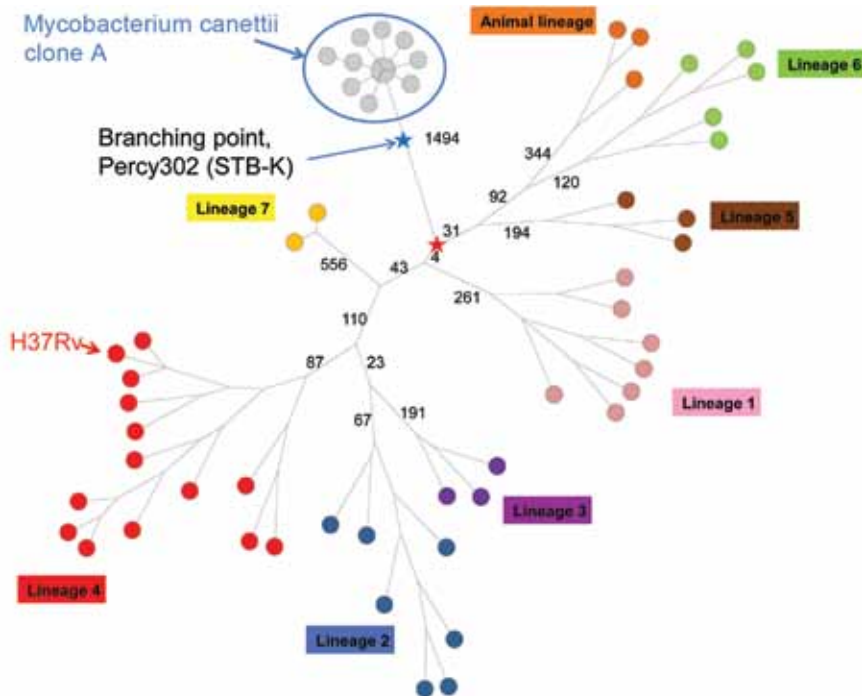 Mycobacterium canettii
clone A
Animal lineage
Lineage 6
Branching point,
Percy302 (STB-K)
1494
344
120
92
Lineage 7
Lineage 5
31
194
4
43
556
261
110
H37Rv
87
23
Lineage 1
191
67
Lineage 3
Lineage 4
Lineage 2